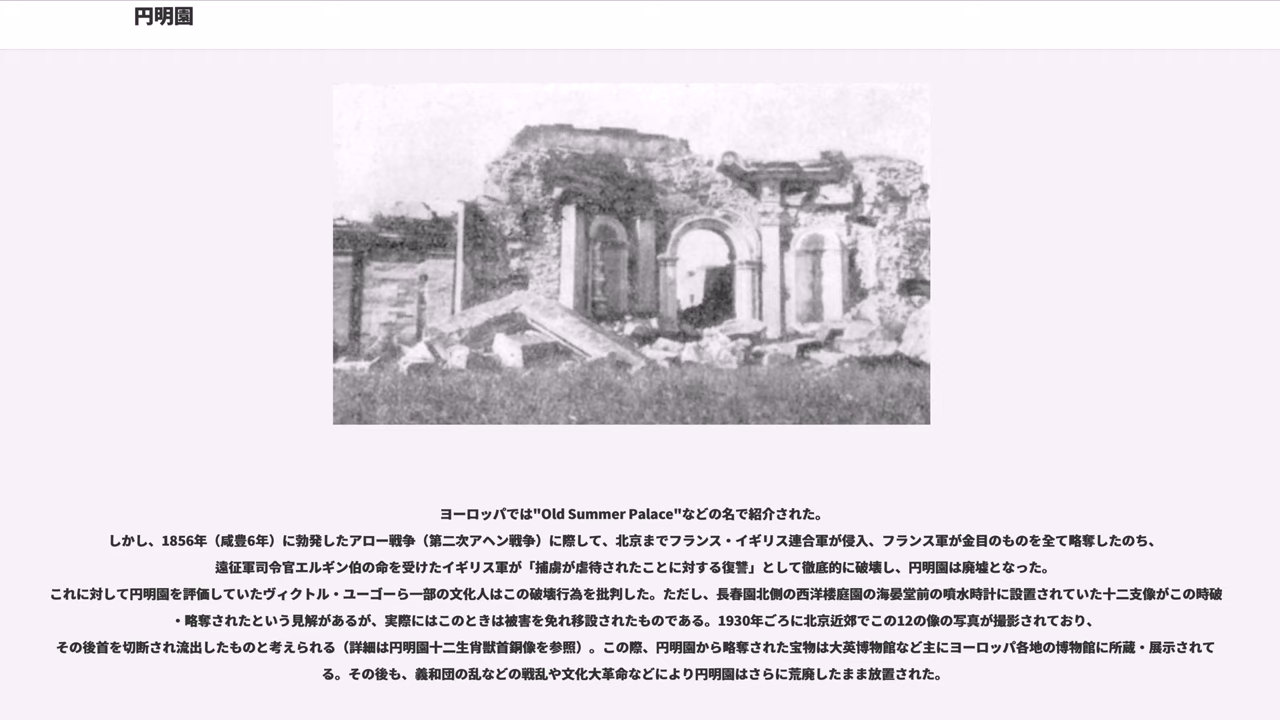 円明園
ヨーロッパでは"Old Summer Palace"などの名で紹介された。
しかし、1856年（咸豊6年）に勃発したアロー戦争（第二次アヘン戦争）に際して、北京までフランス・イギリス連合軍が侵入、フランス軍が金目のものを全て略奪したのち、
遠征軍司令官エルギン伯の命を受けたイギリス軍が「捕虜が虐待されたことに対する復讐」として徹底的に破壊し、円明園は廃墟となった。
これに対して円明園を評価していたヴィクトル・ユーゴーら一部の文化人はこの破壊行為を批判した。ただし、長春園北側の西洋楼庭園の海晏堂前の噴水時計に設置されていた十二支像がこの時破
・略奪されたという見解があるが、実際にはこのときは被害を免れ移設されたものである。1930年ごろに北京近郊でこの12の像の写真が撮影されており、
その後首を切断され流出したものと考えられる（詳細は円明園十二生肖獣首銅像を参照）。この際、円明園から略奪された宝物は大英博物館など主にヨーロッパ各地の博物館に所蔵・展示されて
る。その後も、義和団の乱などの戦乱や文化大革命などにより円明園はさらに荒廃したまま放置された。